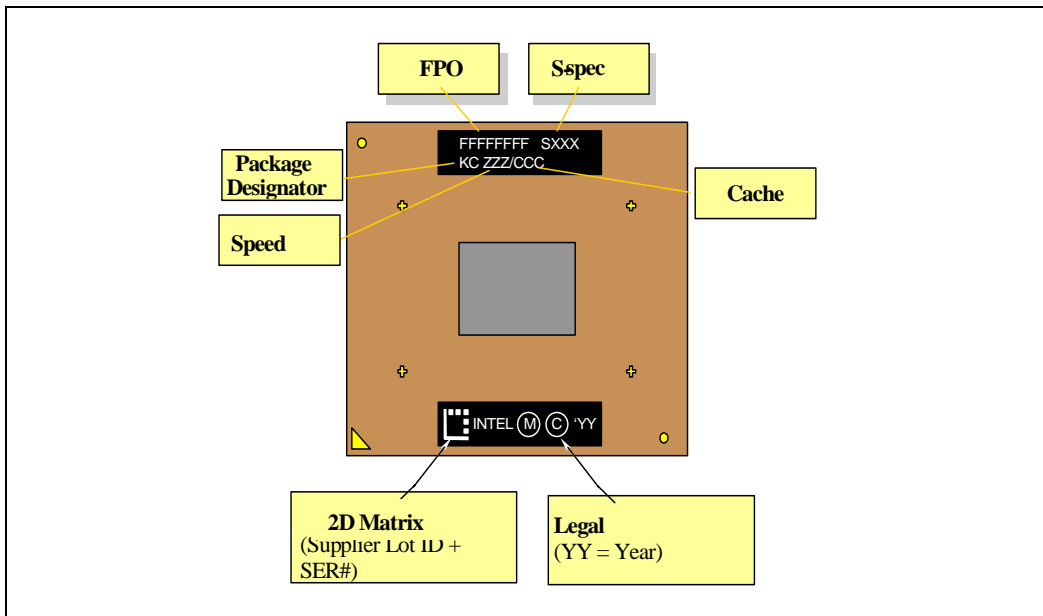 FPO
S-spec
FFFFFFFF SXXX
KC ZZZ/CCC
Package
Designator
Cache
Speed
INTEL M C 'YY
2D Matrix
(Supplier Lot ID +
SER#)
Legal
(YY = Year)